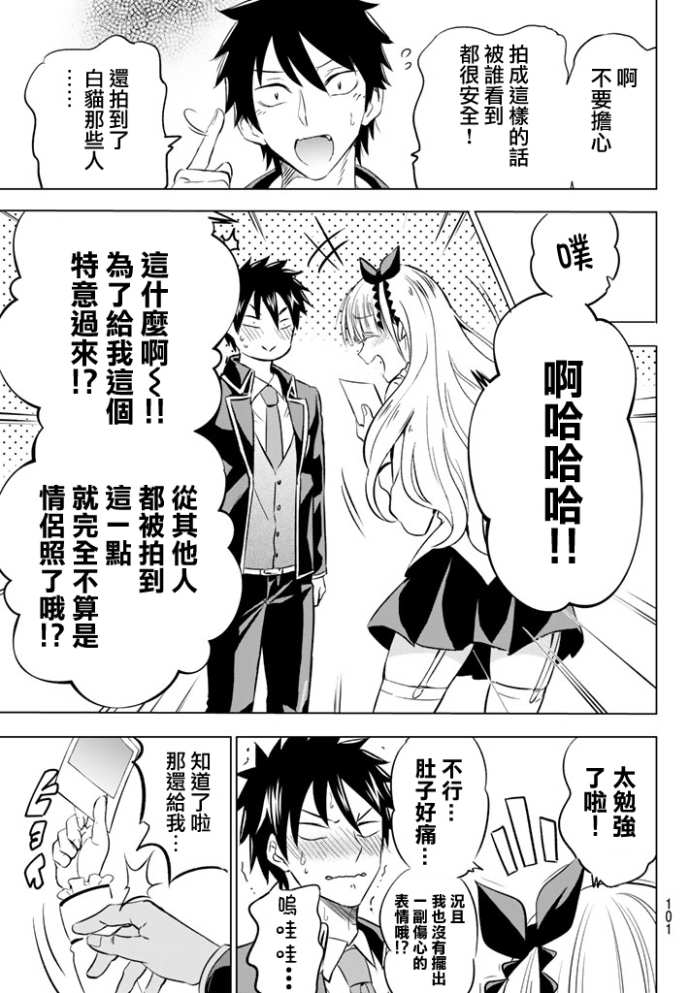 啊
不要擔心
拍成這樣的話
被誰看到
都很安全！
還拍到了
白貓那些人
……
噗
啊哈哈哈!!
這什麼啊～!!
為了給我這個
特意過來!?
從其他人
都被拍到
這一點
就完全不算是
情侶照了哦!?
太勉強
了啦！
不行…
肚子好痛…
況且
我也沒有擺出
一副傷心的
表情哦!?
嗚哇哇…
知道了啦
那還給我…
ヒョイ
101